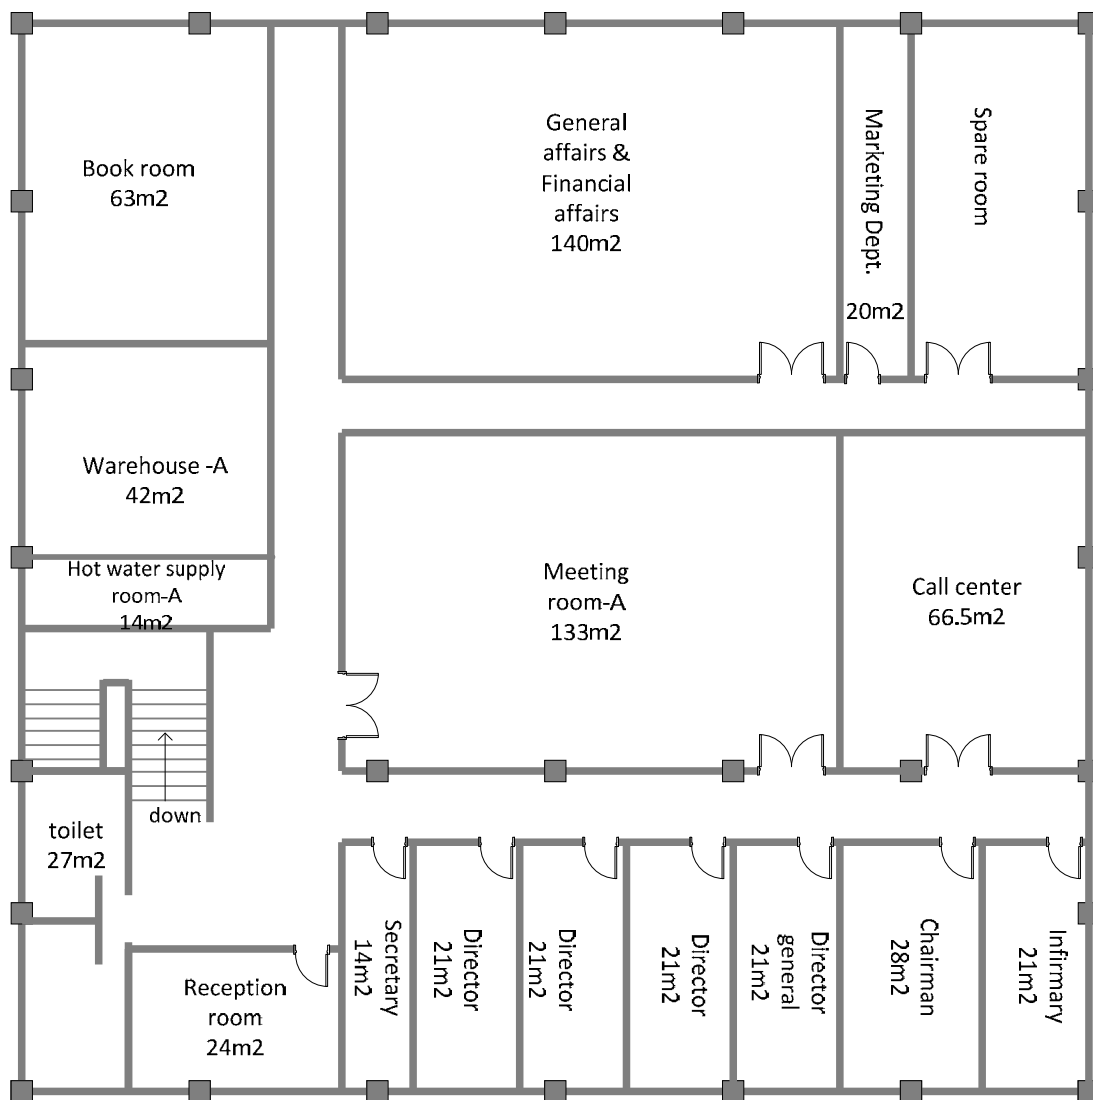 Book room
63m2
General
affairs &
Financial
affairs
140m2
Marketing Dept.
20m2
Spare room
Warehouse -A
42m2
Hot water supply
room-A
14m2
Meeting
room-A
133m2
Call center
66.5m2
down
toilet
27m2
Reception
room
24m2
Secretary
14m2
Director
21m2
Director
21m2
Director
21m2
Director
general
21m2
Chairman
28m2
Infirmary
21m2